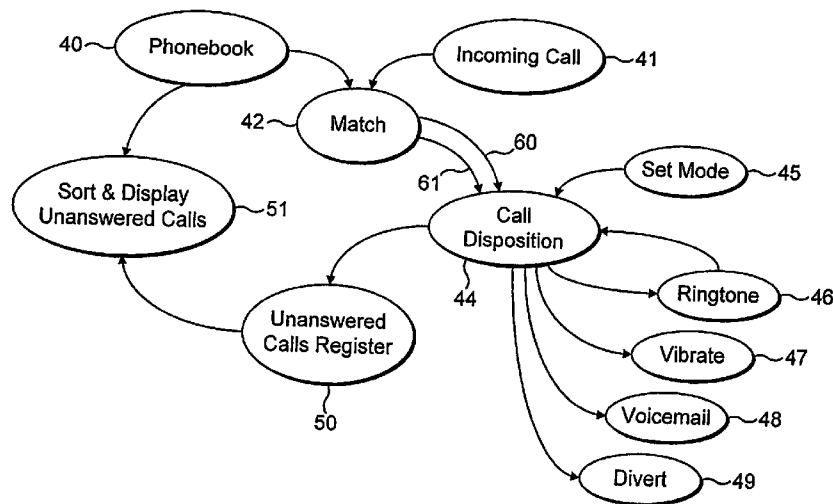 40
Phonebook
Incoming Call
41
42
Match
60
61
Set Mode
45
Sort & Display
Unanswered Calls
51
Call
Disposition
44
Ringtone
46
Unanswered
Calls Register
50
Vibrate
47
Voicemail
48
Divert
49